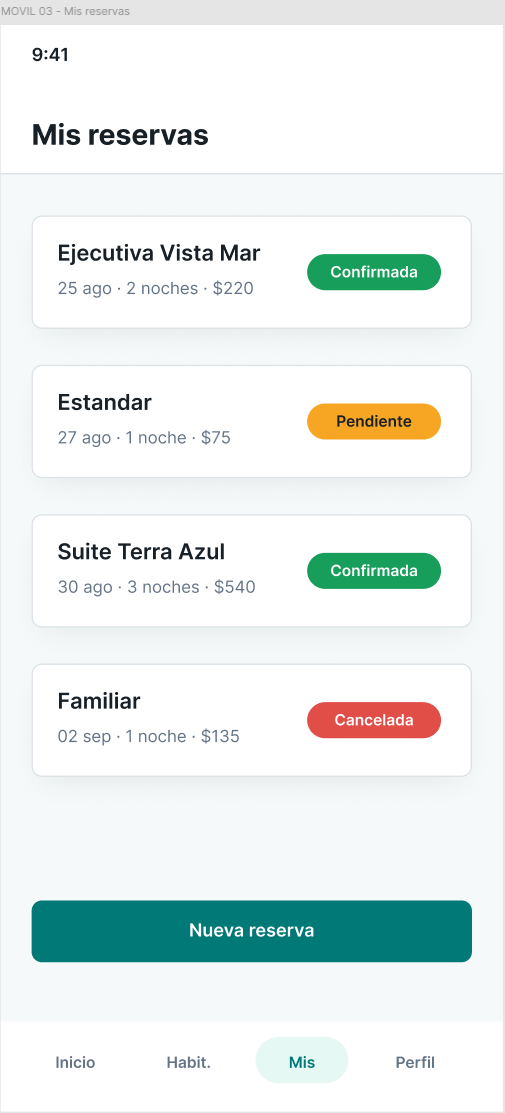 MOVIL 03 - Mis reservas
9:41
Mis reservas
Ejecutiva Vista Mar
25 ago · 2 noches · $220
Confirmada
Estandar
27 ago · 1 noche · $75
Pendiente
Suite Terra Azul
30 ago · 3 noches · $540
Confirmada
Familiar
02 sep · 1 noche · $135
Cancelada
Nueva reserva
Inicio Habit. Mis Perfil